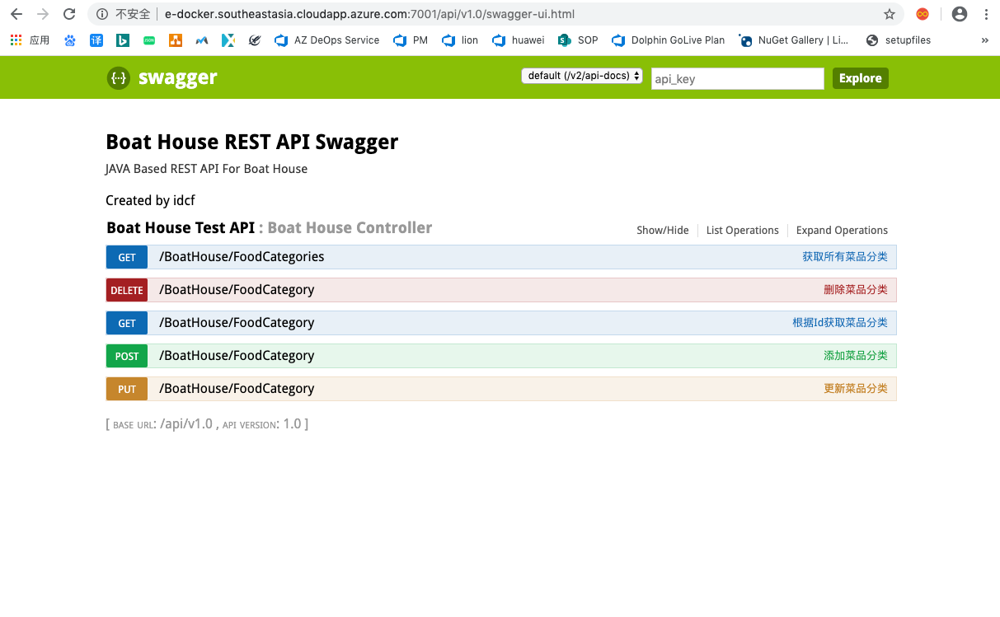 不安全 e-docker.southeastasia.cloudapp.azure.com:7001/api/v1.0/swagger-ui.html
应用 译 JSON AZ DeOps Service PM lion huawei SOP Dolphin GoLive Plan NuGet Gallery | Li... setupfiles »
{··} swagger default (/v2/api-docs) api_key Explore
Boat House REST API Swagger
JAVA Based REST API For Boat House
Created by idcf
Boat House Test API : Boat House Controller Show/Hide List Operations Expand Operations
GET /BoatHouse/FoodCategories 获取所有菜品分类
DELETE /BoatHouse/FoodCategory 删除菜品分类
GET /BoatHouse/FoodCategory 根据Id获取菜品分类
POST /BoatHouse/FoodCategory 添加菜品分类
PUT /BoatHouse/FoodCategory 更新菜品分类
[ BASE URL: /api/v1.0 , API VERSION: 1.0 ]